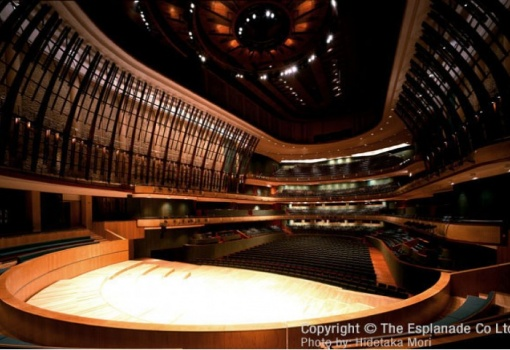 Copyright © The Esplanade Co Ltd
Photo by: Hidetaka Mori